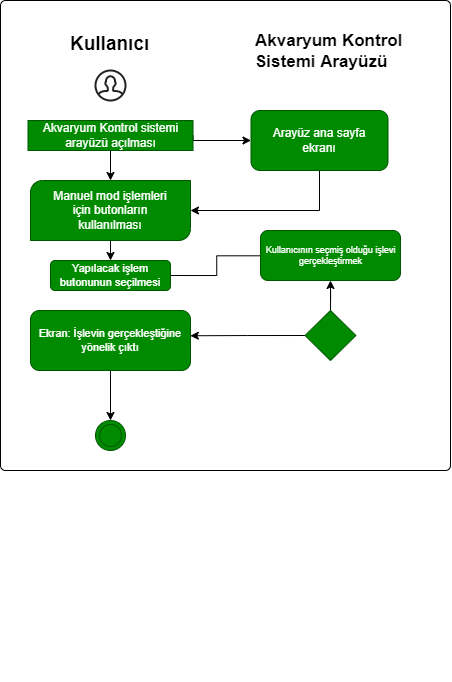 Kullanıcı
Akvaryum Kontrol
Sistemi Arayüzü
Akvaryum Kontrol sistemi
arayüzü açılması
Arayüz ana sayfa
ekranı
Manuel mod işlemleri
için butonların
kullanılması
Kullanıcının seçmiş olduğu işlevi
gerçekleştirmek
Yapılacak işlem
butonunun seçilmesi
Ekran: İşlevin gerçekleştiğine
yönelik çıktı